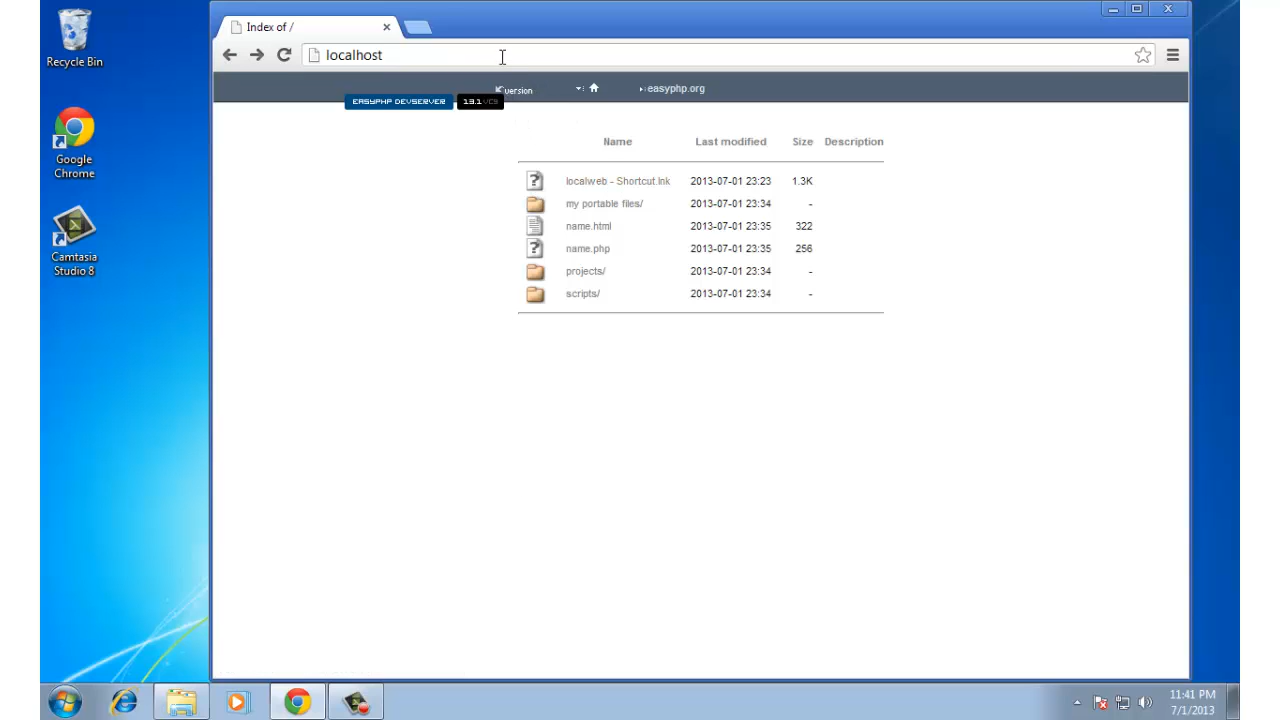 Recycle Bin
Google
Chrome
Camtasia
Studio 8
Index of /
localhost
EASYPHP DEVSERVER 13.1 VC9
version
easyphp.org
Name Last modified Size Description
localweb - Shortcut.lnk 2013-07-01 23:23 1.3K
my portable files/ 2013-07-01 23:34 -
name.html 2013-07-01 23:35 322
name.php 2013-07-01 23:35 256
projects/ 2013-07-01 23:34 -
scripts/ 2013-07-01 23:34 -
11:41 PM
7/1/2013